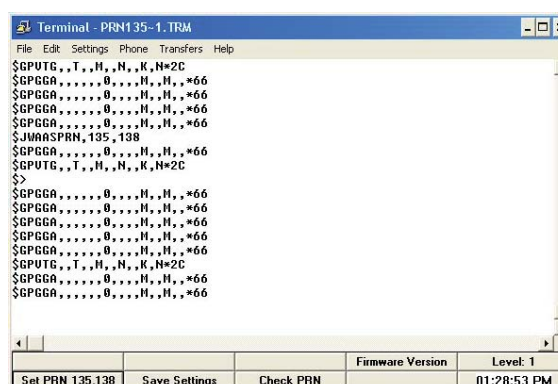 Terminal - PRN135~1.TRM
File Edit Settings Phone Transfers Help
$GPVTG,,T,,M,,N,,K,N*2C
$GPGGA,,,,,,0,,,,M,,M,,*66
$GPGGA,,,,,,0,,,,M,,M,,*66
$GPGGA,,,,,,0,,,,M,,M,,*66
$GPGGA,,,,,,0,,,,M,,M,,*66
$JWAASPRN,135,138
$GPGGA,,,,,,0,,,,M,,M,,*66
$GPVTG,,T,,M,,N,,K,N*2C
$>
$GPGGA,,,,,,0,,,,M,,M,,*66
$GPGGA,,,,,,0,,,,M,,M,,*66
$GPGGA,,,,,,0,,,,M,,M,,*66
$GPGGA,,,,,,0,,,,M,,M,,*66
$GPGGA,,,,,,0,,,,M,,M,,*66
$GPVTG,,T,,M,,N,,K,N*2C
$GPGGA,,,,,,0,,,,M,,M,,*66
$GPGGA,,,,,,0,,,,M,,M,,*66
Firmware Version Level: 1
Set PRN 135,138 Save Settings Check PRN 01:28:53 PM